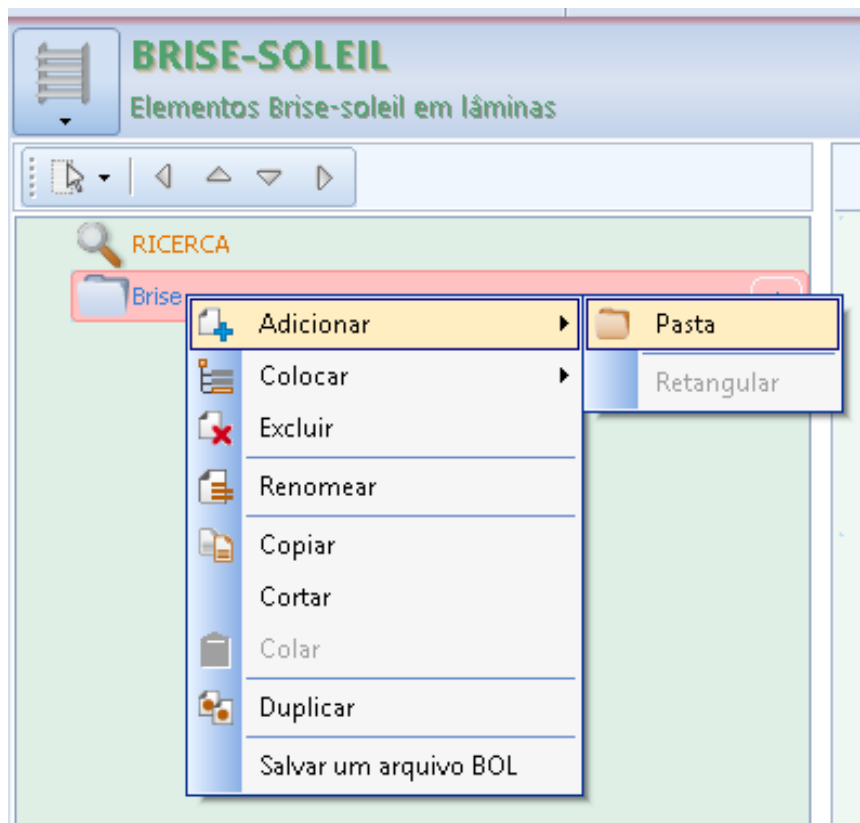 BRISE-SOLEIL
Elementos Brise-soleil em lâminas
RICERCA
Brise
Adicionar
Pasta
Colocar
Retangular
Excluir
Renomear
Copiar
Cortar
Colar
Duplicar
Salvar um arquivo BOL